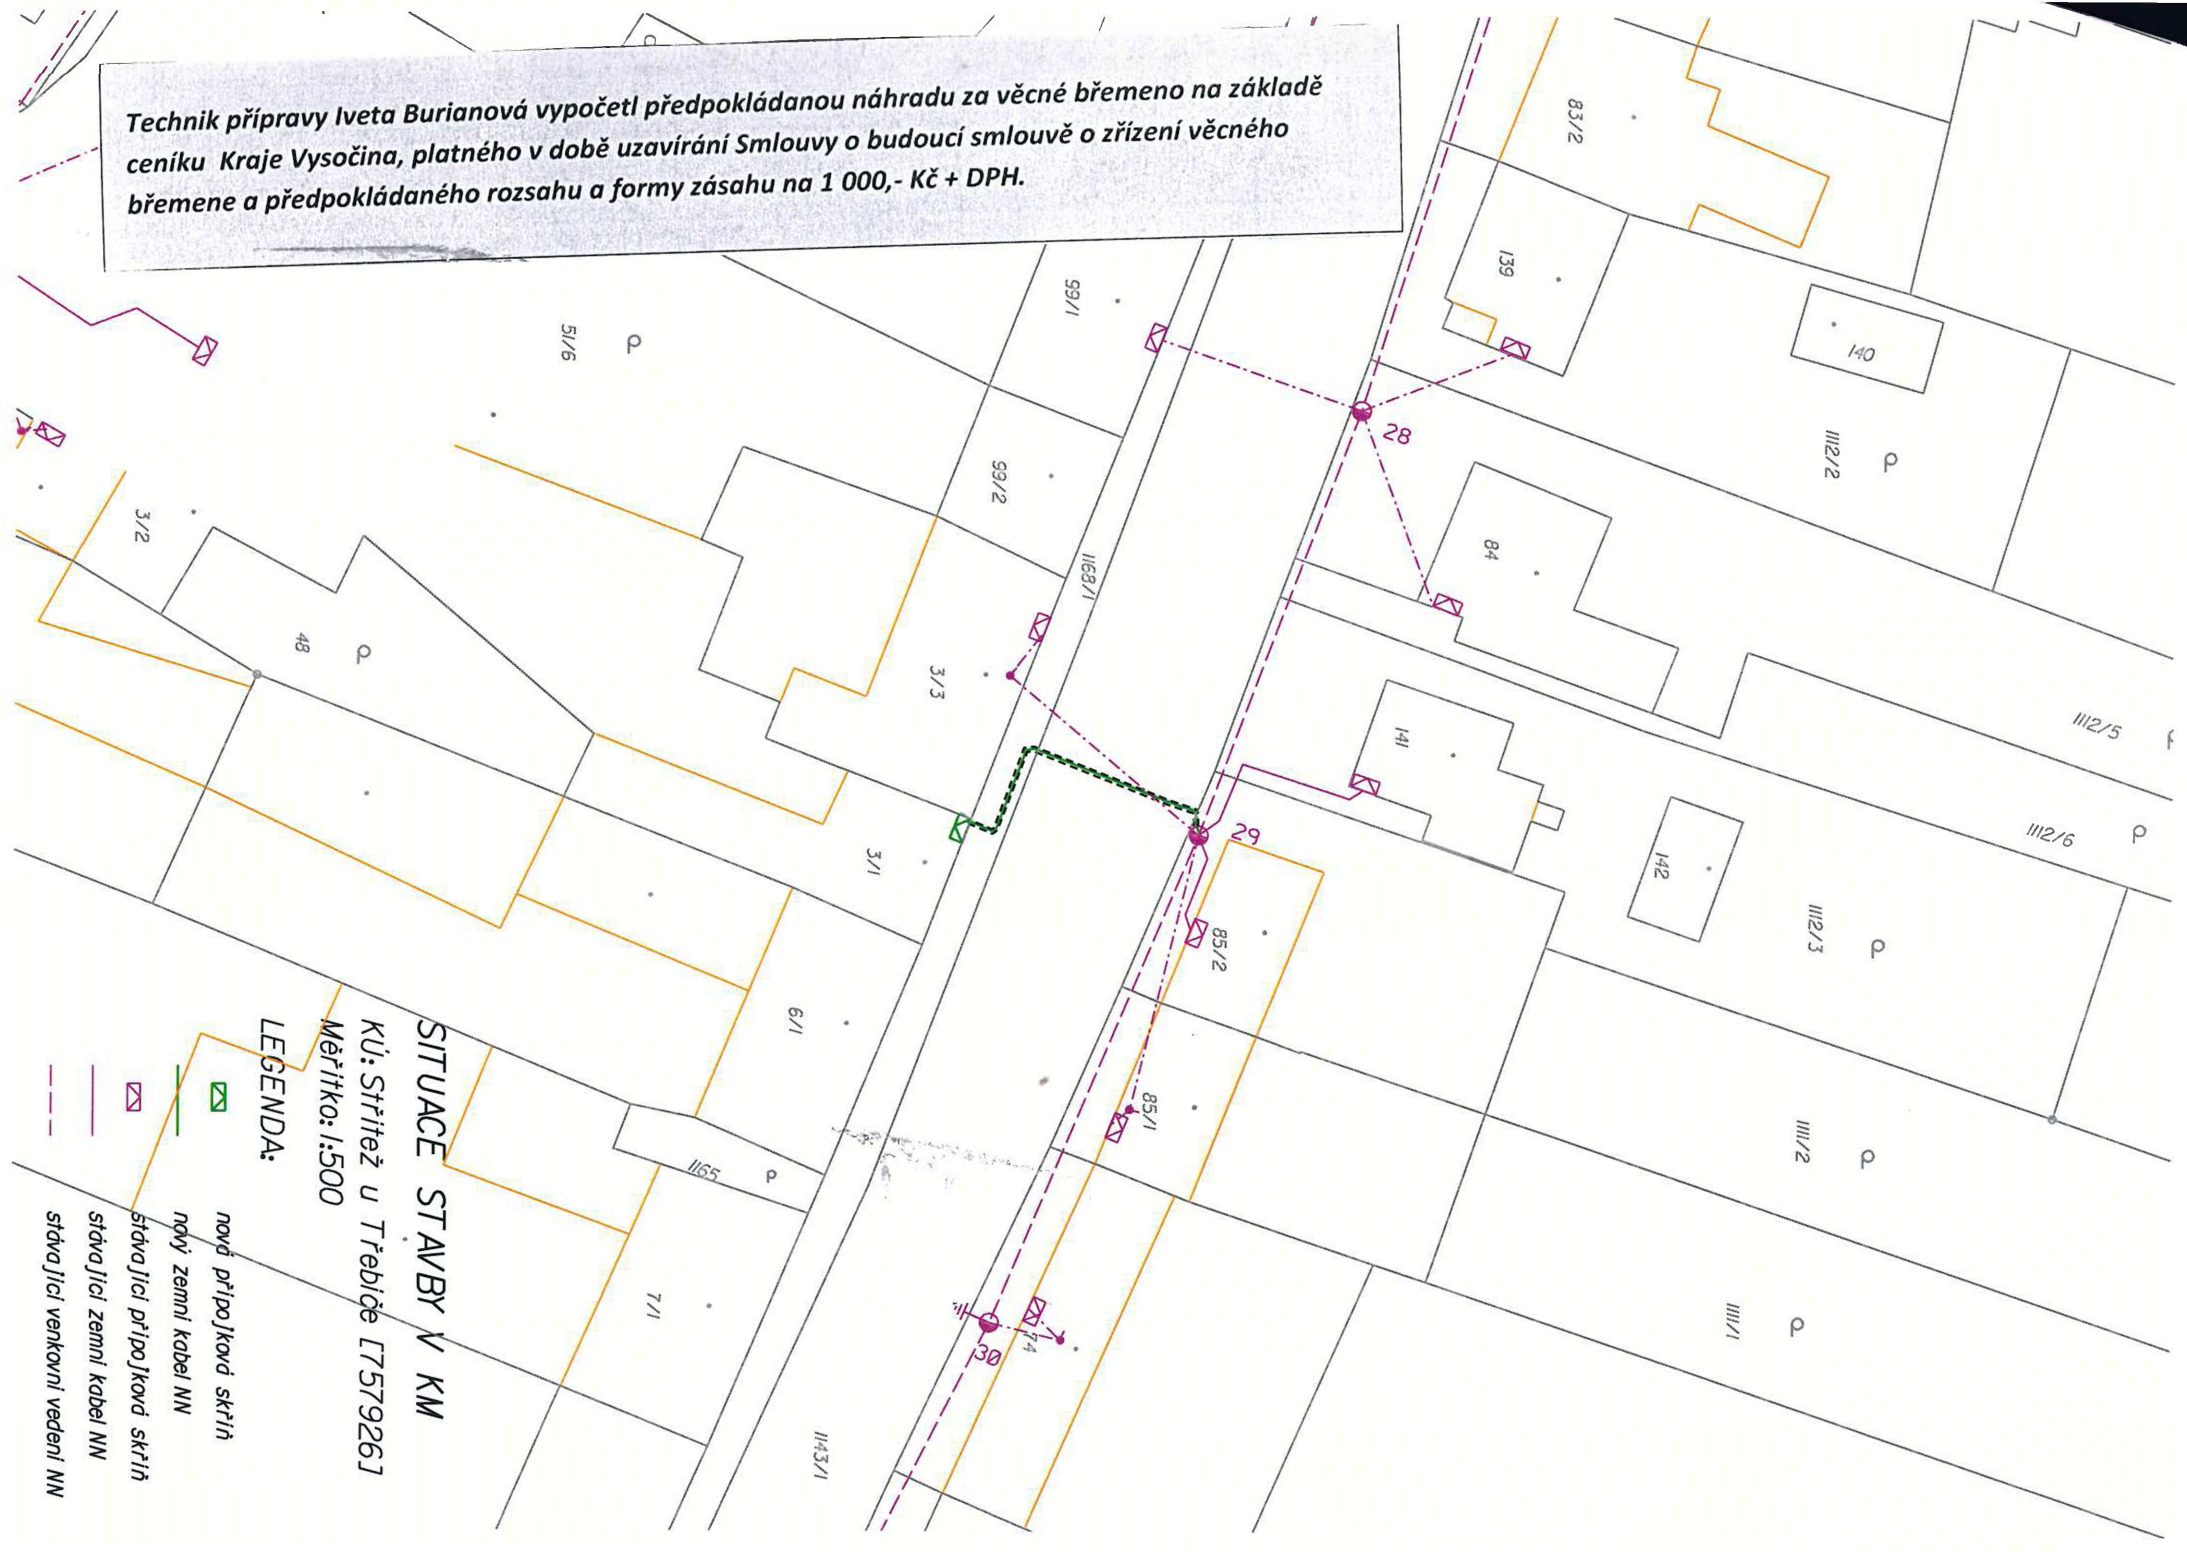 Technik přípravy Iveta Burianová vypočetl předpokládanou náhradu za věcné břemeno na základě
ceníku Kraje Vysočina, platného v době uzavírání Smlouvy o budoucí smlouvě o zřízení věcného
břemene a předpokládaného rozsahu a formy zásahu na 1 000,- Kč + DPH.
83/2
139
140
28
1112/2
84
1112/5
141
1112/6
142
1112/3
29
85/2
85/1
1111/2
1111/1
74
30
99/1
99/2
51/6
1168/1
3/2
48
3/3
3/1
6/1
1165
7/1
1143/1
SITUACE STAVBY V KM
KÚ: Střítež u Třebíče [757926]
Měřítko: 1:500
LEGENDA:
nová přípojková skříň
nový zemní kabel NN
stávající přípojková skříň
stávající zemní kabel NN
stávající venkovní vedení NN